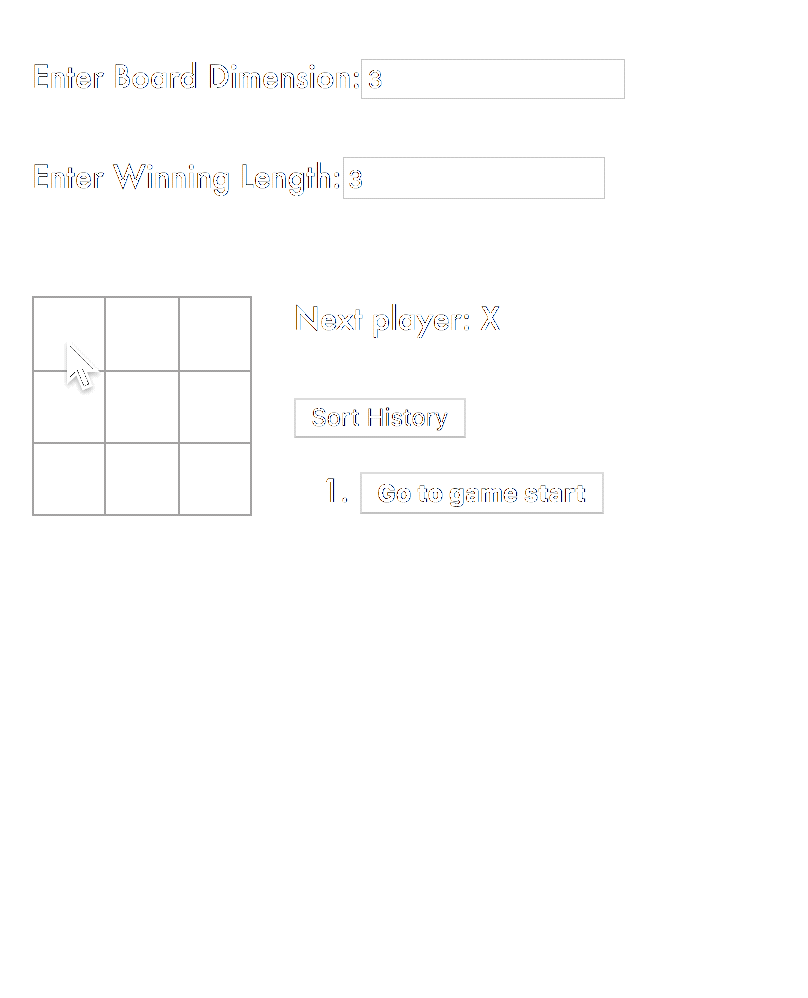 Enter Board Dimension: 3
Enter Winning Length: 3
Next player: X
Sort History
1. Go to game start